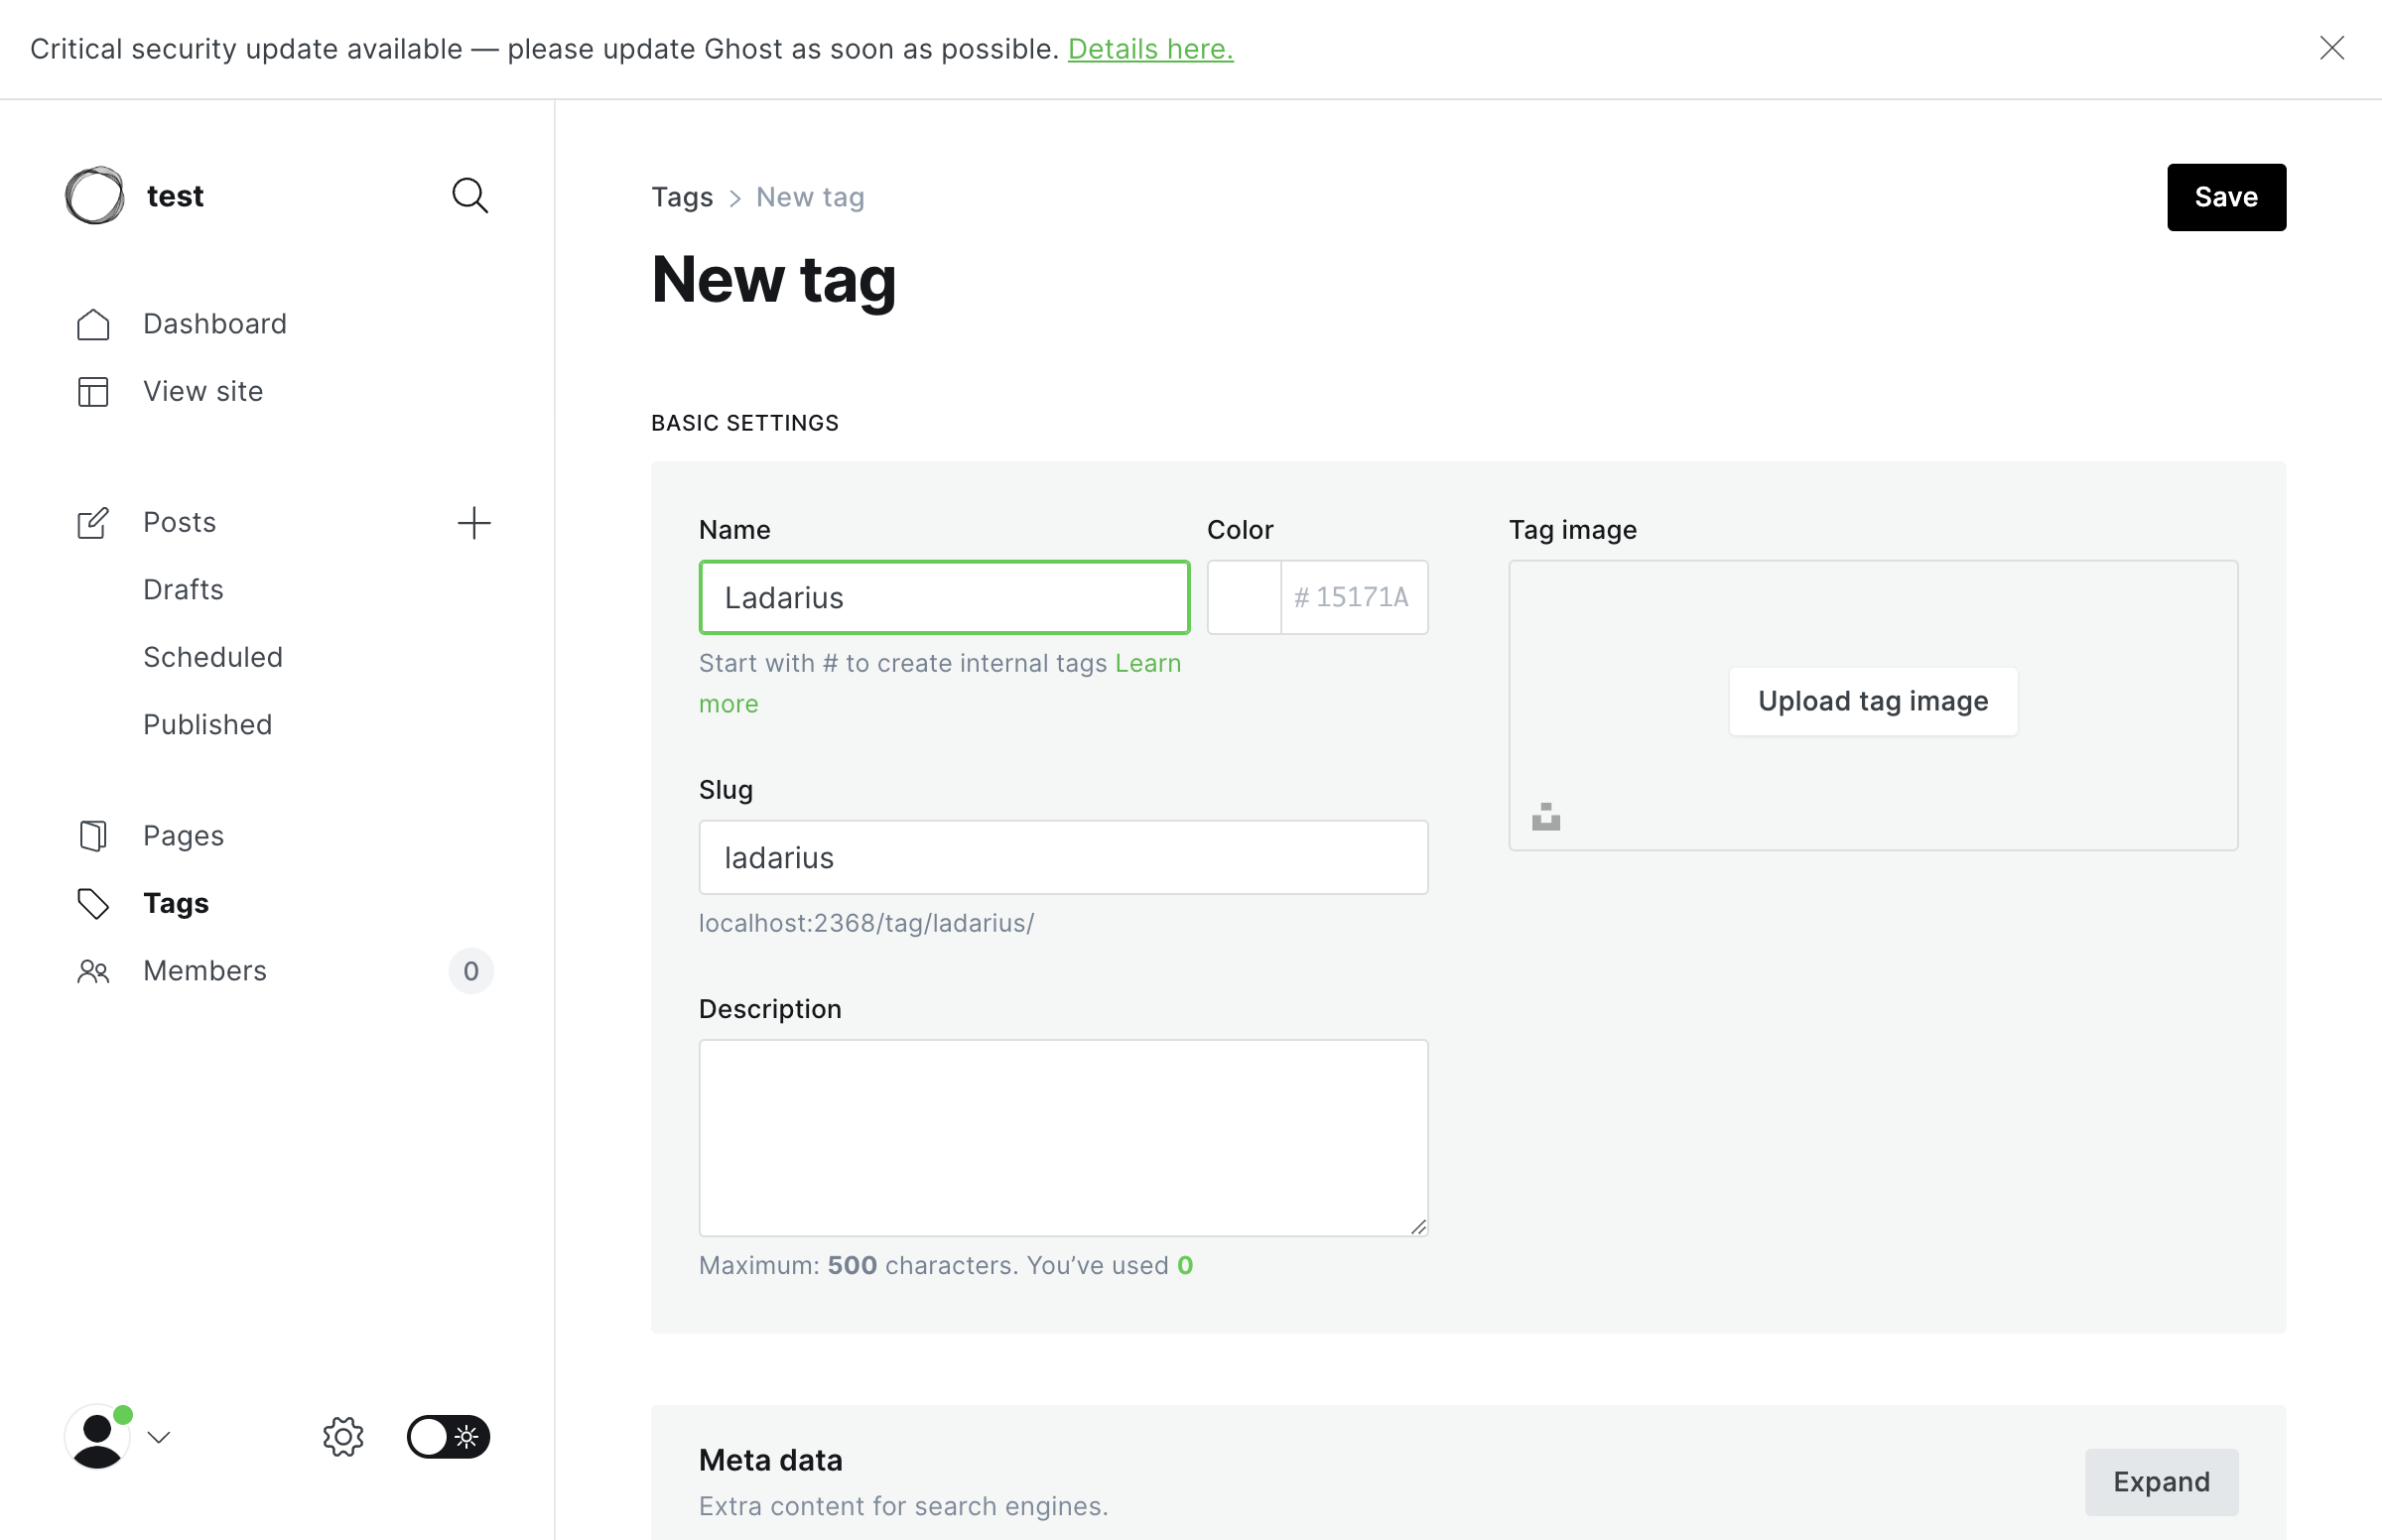 Critical security update available — please update Ghost as soon as possible. Details here.
test
Dashboard
View site
Posts
Drafts
Scheduled
Published
Pages
Tags
Members
0
Tags > New tag
Save
New tag
BASIC SETTINGS
Name
Ladarius
Start with # to create internal tags Learn
more
Color
# 15171A
Slug
ladarius
localhost:2368/tag/ladarius/
Description
Maximum: 500 characters. You’ve used 0
Tag image
Upload tag image
Meta data
Extra content for search engines.
Expand